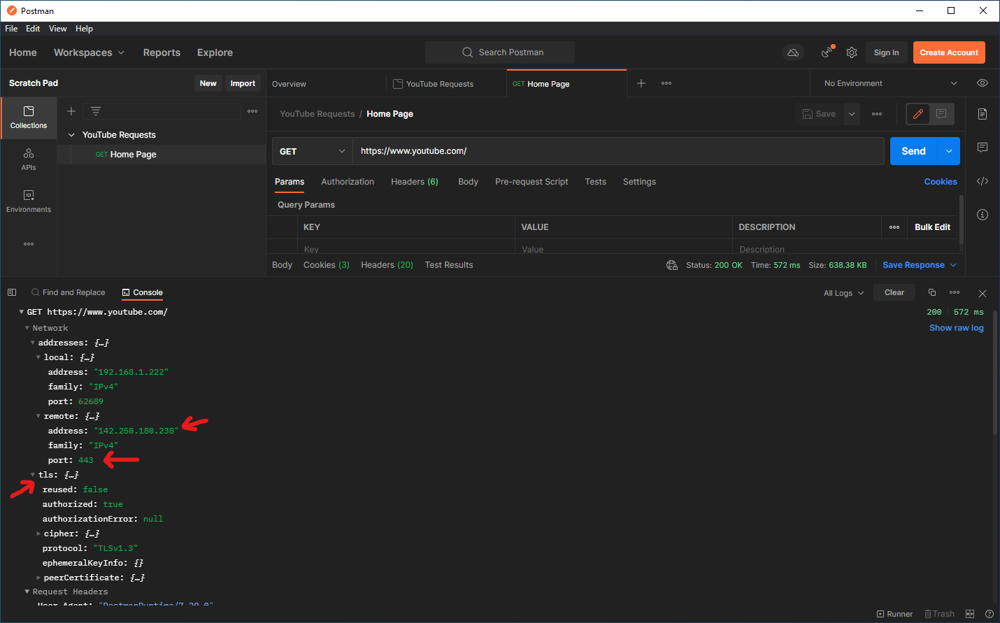 Postman
File Edit View Help
Home Workspaces Reports Explore Search Postman Sign In Create Account
Scratch Pad New Import Overview YouTube Requests GET Home Page No Environment
Collections
APIs
Environments
YouTube Requests
GET Home Page
YouTube Requests / Home Page Save
GET https://www.youtube.com/ Send
Params Authorization Headers (6) Body Pre-request Script Tests Settings Cookies
Query Params
KEY VALUE DESCRIPTION Bulk Edit
Key Value Description
Body Cookies (3) Headers (20) Test Results Status: 200 OK Time: 572 ms Size: 638.38 KB Save Response
Find and Replace Console All Logs Clear
GET https://www.youtube.com/ 200 572 ms
Network Show raw log
addresses: {…}
local: {…}
address: "192.168.1.222"
family: "IPv4"
port: 62689
remote: {…}
address: "142.250.180.238"
family: "IPv4"
port: 443
tls: {…}
reused: false
authorized: true
authorizationError: null
cipher: {…}
protocol: "TLSv1.3"
ephemeralKeyInfo: {}
peerCertificate: {…}
Request Headers
User-Agent: "PostmanRuntime/7.29.0"
Runner Trash